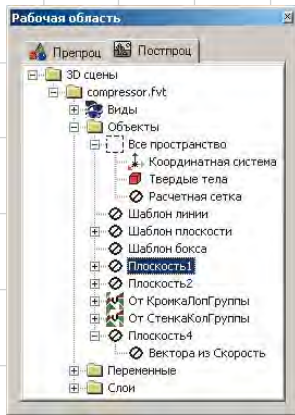 Рабочая область
Препроц Постпроц
3D сцены
compressor.fvt
Виды
Объекты
Все пространство
Координатная система
Твердые тела
Расчетная сетка
Шаблон линии
Шаблон плоскости
Шаблон бокса
Плоскость1
Плоскость2
От КромкаЛопГруппы
От СтенкаКолГруппы
Плоскость4
Вектора из Скорость
Переменные
Слои